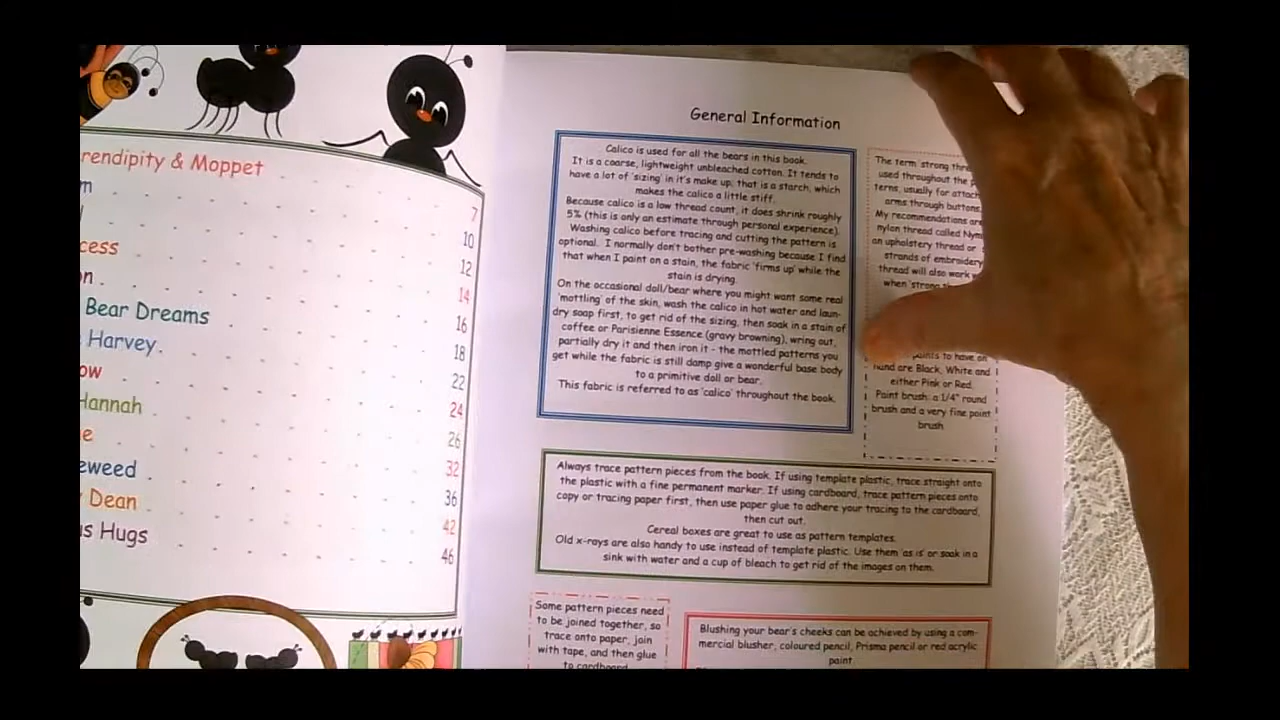 rendipity & Moppet
7
m
10
12
cess
14
on
16
Bear Dreams
18
Harvey
22
ow
24
Hannah
26
e
32
eweed
36
Dean
42
us Hugs
46
General Information
Calico is used for all the bears in this book.
It is a coarse, lightweight unbleached cotton. It tends to
have a lot of 'sizing' in it's make up, that is a starch, which
makes the calico a little stiff.
Because calico is a low thread count, it does shrink roughly
5% (this is only an estimate through personal experience).
Washing calico before tracing and cutting the pattern is
optional. I normally don't bother pre-washing because I find
that when I paint on a stain, the fabric 'firms up' while the
stain is drying.
On the occasional doll/bear where you might want some real
'mottling' of the skin, wash the calico in hot water and laun-
dry soap first, to get rid of the sizing, then soak in a stain of
coffee or Parisienne Essence (gravy browning), wring out,
partially dry it and then iron it - the mottled patterns you
get while the fabric is still damp give a wonderful base body
to a primitive doll or bear.
This fabric is referred to as 'calico' throughout the book.
The term strong thre
used throughout the p
terns, usually for attach
arms through buttons.
My recommendations are
nylon thread called Nym
an upholstery thread or
strands of embroidery
thread will also work w
when 'strong th
paints to have on
hand are Black, White and
either Pink or Red.
Paint brush: a 1/4" round
brush and a very fine point
brush
Always trace pattern pieces from the book. If using template plastic, trace straight onto
the plastic with a fine permanent marker. If using cardboard, trace pattern pieces onto
copy or tracing paper first, then use paper glue to adhere your tracing to the cardboard,
then cut out.
Cereal boxes are great to use as pattern templates.
Old x-rays are also handy to use instead of template plastic. Use them 'as is' or soak in a
sink with water and a cup of bleach to get rid of the images on them.
Some pattern pieces need
to be joined together, so
trace onto paper, join
with tape, and then glue
to cardboard
Blushing your bear's cheeks can be achieved by using a com-
mercial blusher, coloured pencil, Prisma pencil or red acrylic
paint